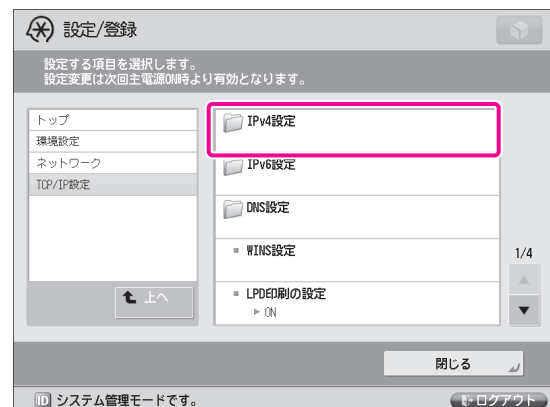 設定/登録
設定する項目を選択します。
設定変更は次回主電源ON時より有効となります。
トップ
環境設定
ネットワーク
TCP/IP設定
上へ
IPv4設定
IPv6設定
DNS設定
WINS設定
LPD印刷の設定
ON
1/4
閉じる
ID システム管理モードです。
ログアウト